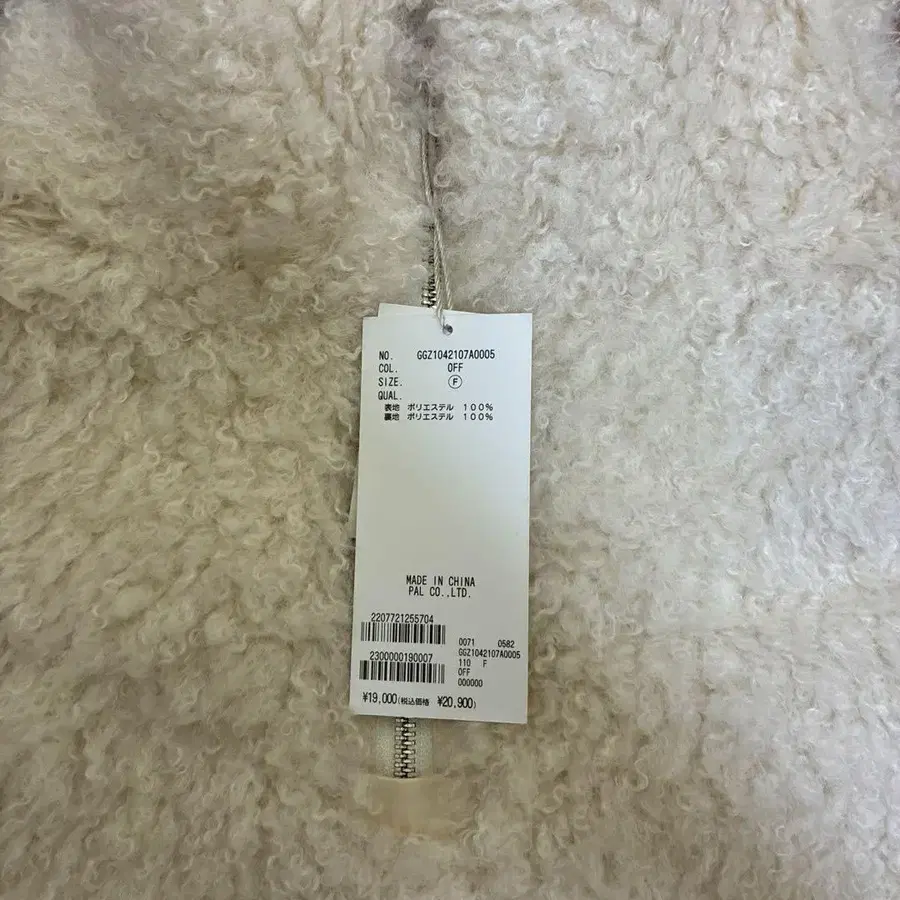 NO. GGZ1042107A0005
COL. OFF
SIZE. Ⓕ
QUAL.
表地 ポリエステル 100%
裏地 ポリエステル 100%
MADE IN CHINA
PAL CO.,LTD.
2207721255704
2300000190007
0071 0582
GGZ1042107A0005
110 F
OFF
000000
¥19,000(税込価格 ¥20,900)